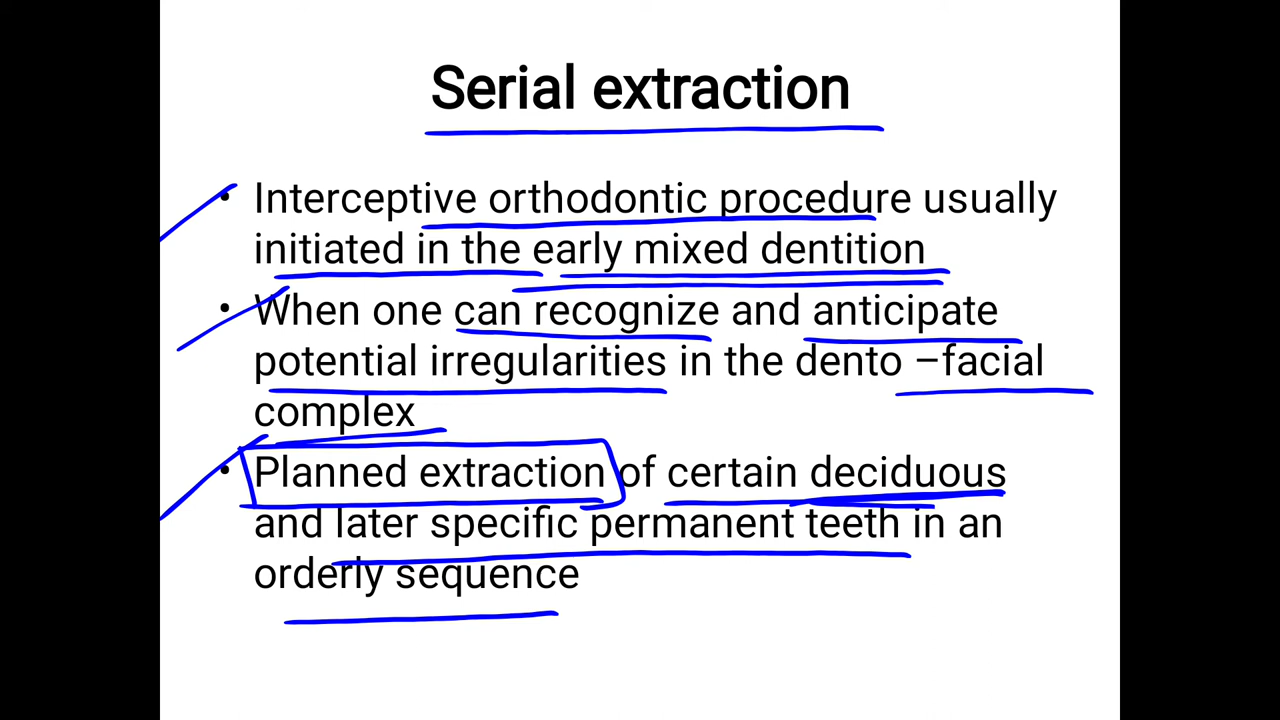 Serial extraction
• Interceptive orthodontic procedure usually
initiated in the early mixed dentition
• When one can recognize and anticipate
potential irregularities in the dento –facial
complex
• Planned extraction of certain deciduous
and later specific permanent teeth in an
orderly sequence